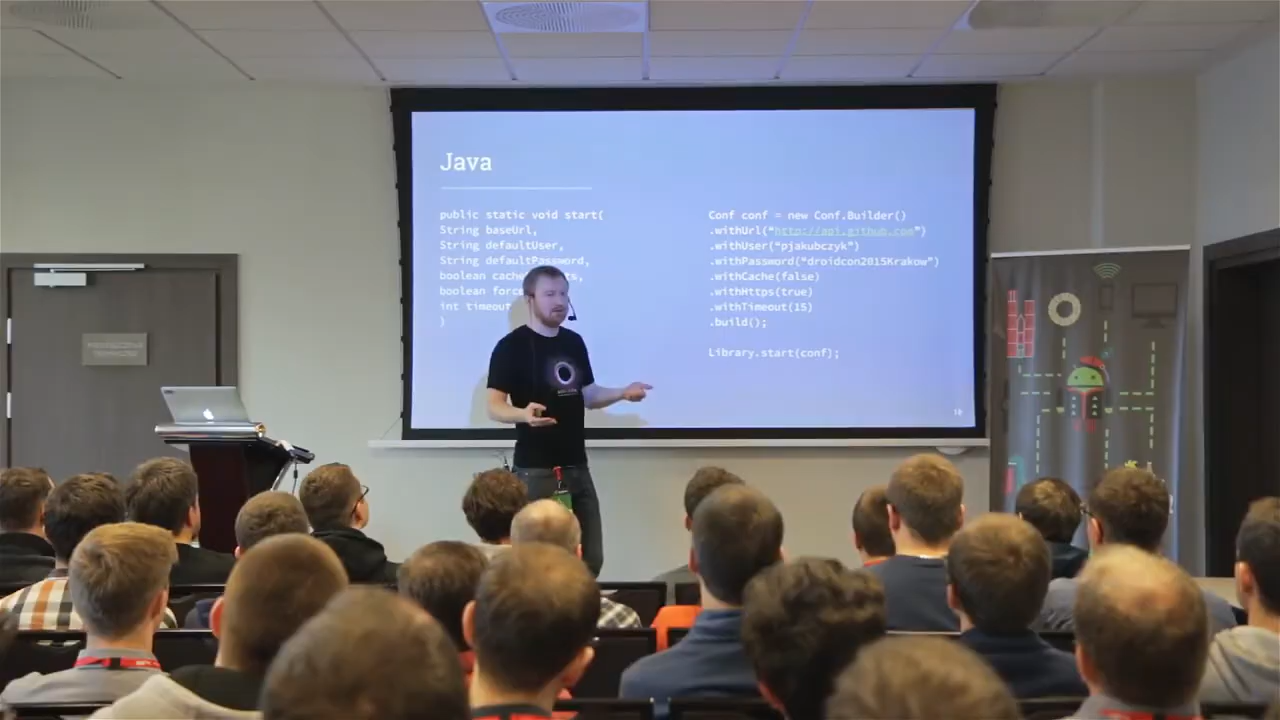 Java
public static void start(
String baseUrl,
String defaultUser,
String defaultPassword,
boolean
boolean
int
)
Conf conf = new Conf.Builder()
.withUrl("http://api.github.com")
.withUser("pjakubczyk")
.withPassword("droidcon2015Krakow")
.withCache(false)
.withHttps(true)
.withTimeout(15)
.build();
Library.start(conf);
18